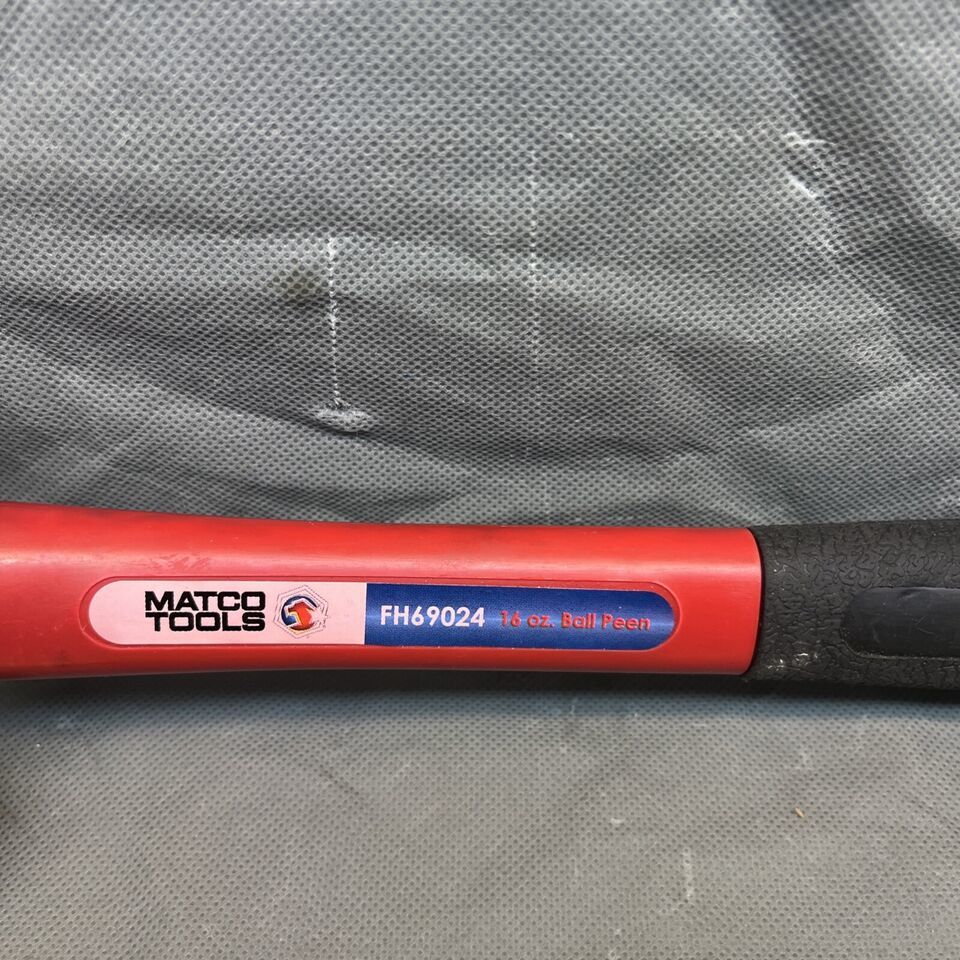 MATCO
TOOLS
FH69024 16 oz. Ball Peen